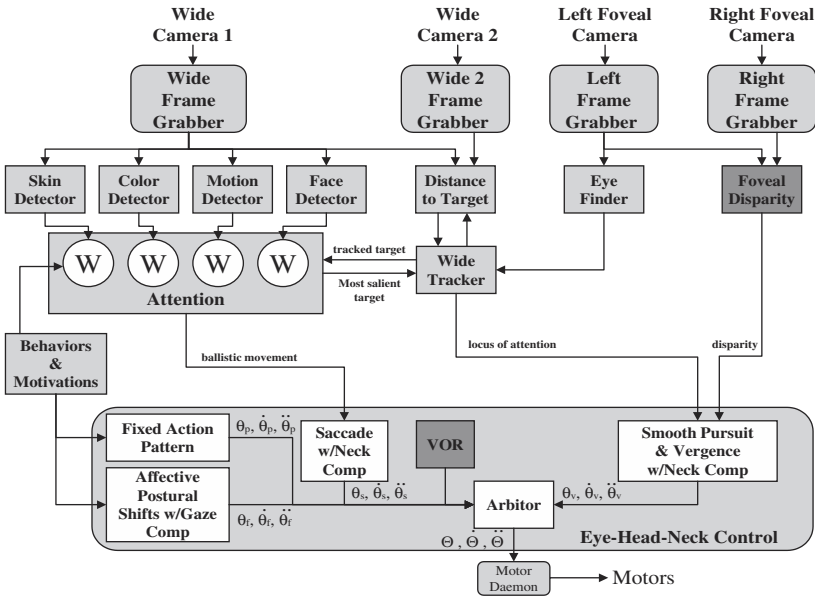 Wide
Camera 1
Wide
Camera 2
Left Foveal
Camera
Right Foveal
Camera
Wide
Frame
Grabber
Wide 2
Frame
Grabber
Left
Frame
Grabber
Right
Frame
Grabber
Skin
Detector
Color
Detector
Motion
Detector
Face
Detector
Distance
to Target
Eye
Finder
Foveal
Disparity
W
W
W
W
Attention
tracked target
Most salient
target
Wide
Tracker
Behaviors
&
Motivations
ballistic movement
locus of attention
disparity
Fixed Action
Pattern
θp, θ̇p, θ̈p
Saccade
w/Neck
Comp
VOR
Smooth Pursuit
& Vergence
w/Neck Comp
Affective
Postural
Shifts w/Gaze
Comp
θf, θ̇f, θ̈f
θs, θ̇s, θ̈s
Arbitor
θv, θ̇v, θ̈v
Θ , Θ̇ , Θ̈
Eye-Head-Neck Control
Motor
Daemon
Motors